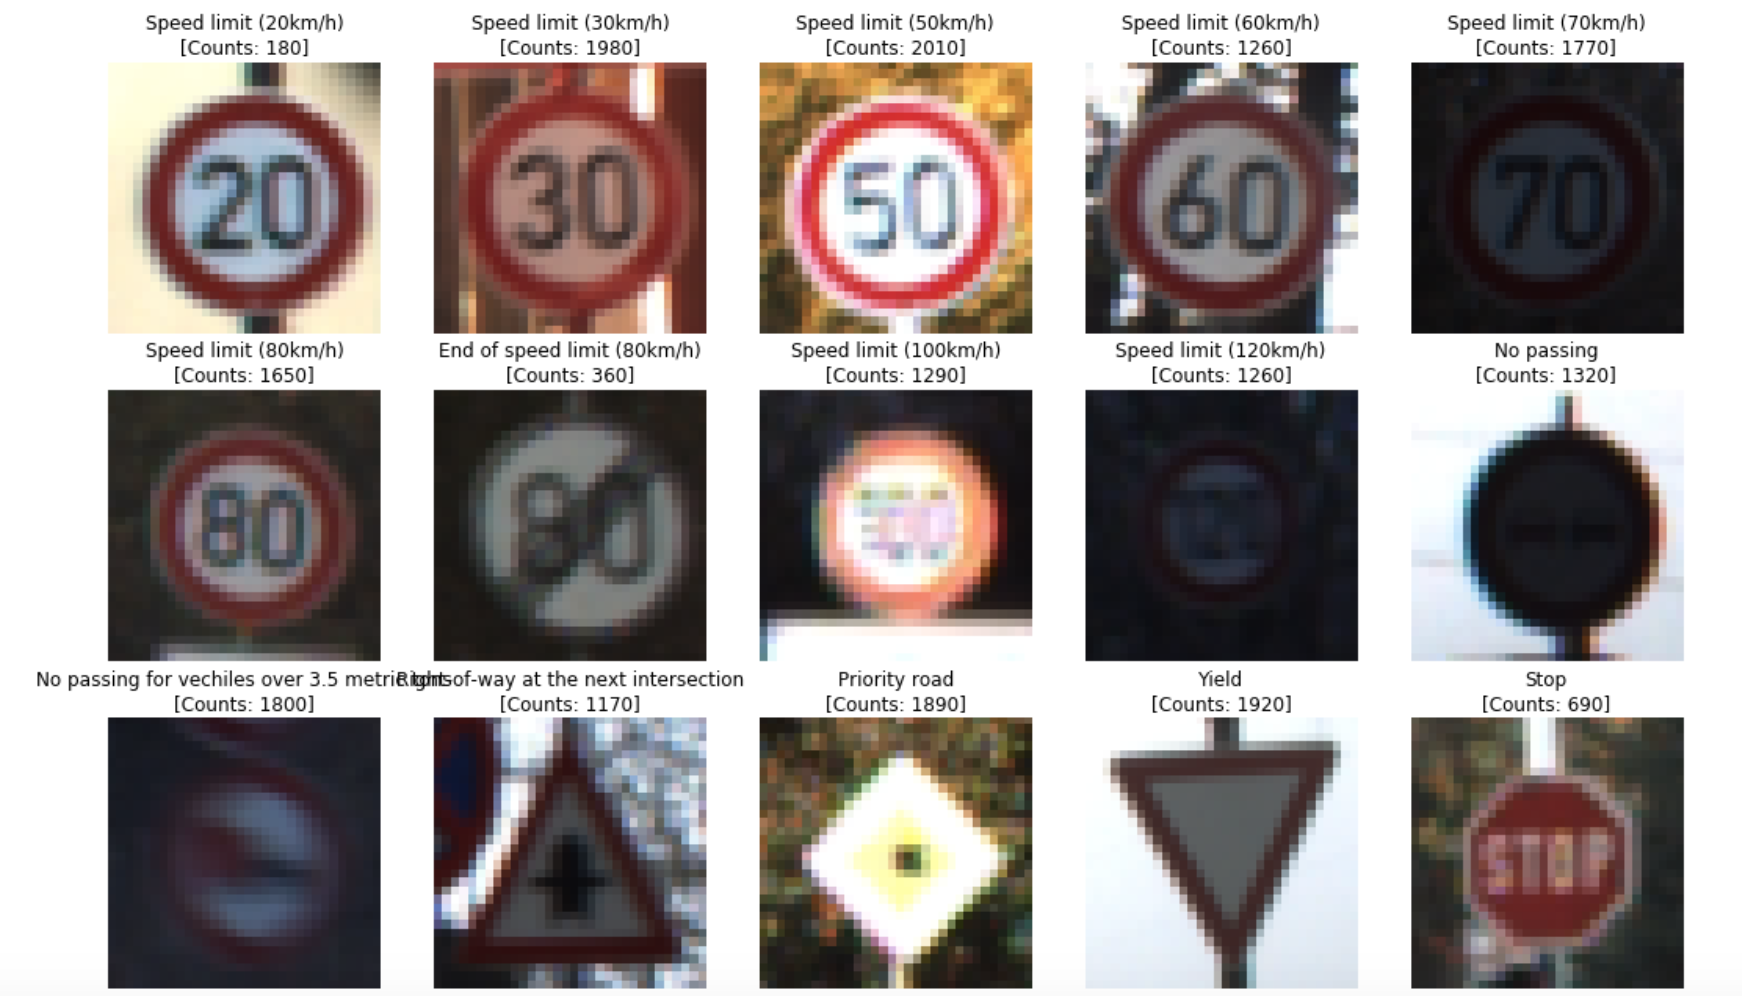 Speed limit (20km/h)
[Counts: 180]
Speed limit (30km/h)
[Counts: 1980]
Speed limit (50km/h)
[Counts: 2010]
Speed limit (60km/h)
[Counts: 1260]
Speed limit (70km/h)
[Counts: 1770]
20
30
50
60
70
Speed limit (80km/h)
[Counts: 1650]
End of speed limit (80km/h)
[Counts: 360]
Speed limit (100km/h)
[Counts: 1290]
Speed limit (120km/h)
[Counts: 1260]
No passing
[Counts: 1320]
80
80
No passing for vechiles over 3.5 metric tons
[Counts: 1800]
Right-of-way at the next intersection
[Counts: 1170]
Priority road
[Counts: 1890]
Yield
[Counts: 1920]
Stop
[Counts: 690]
STOP